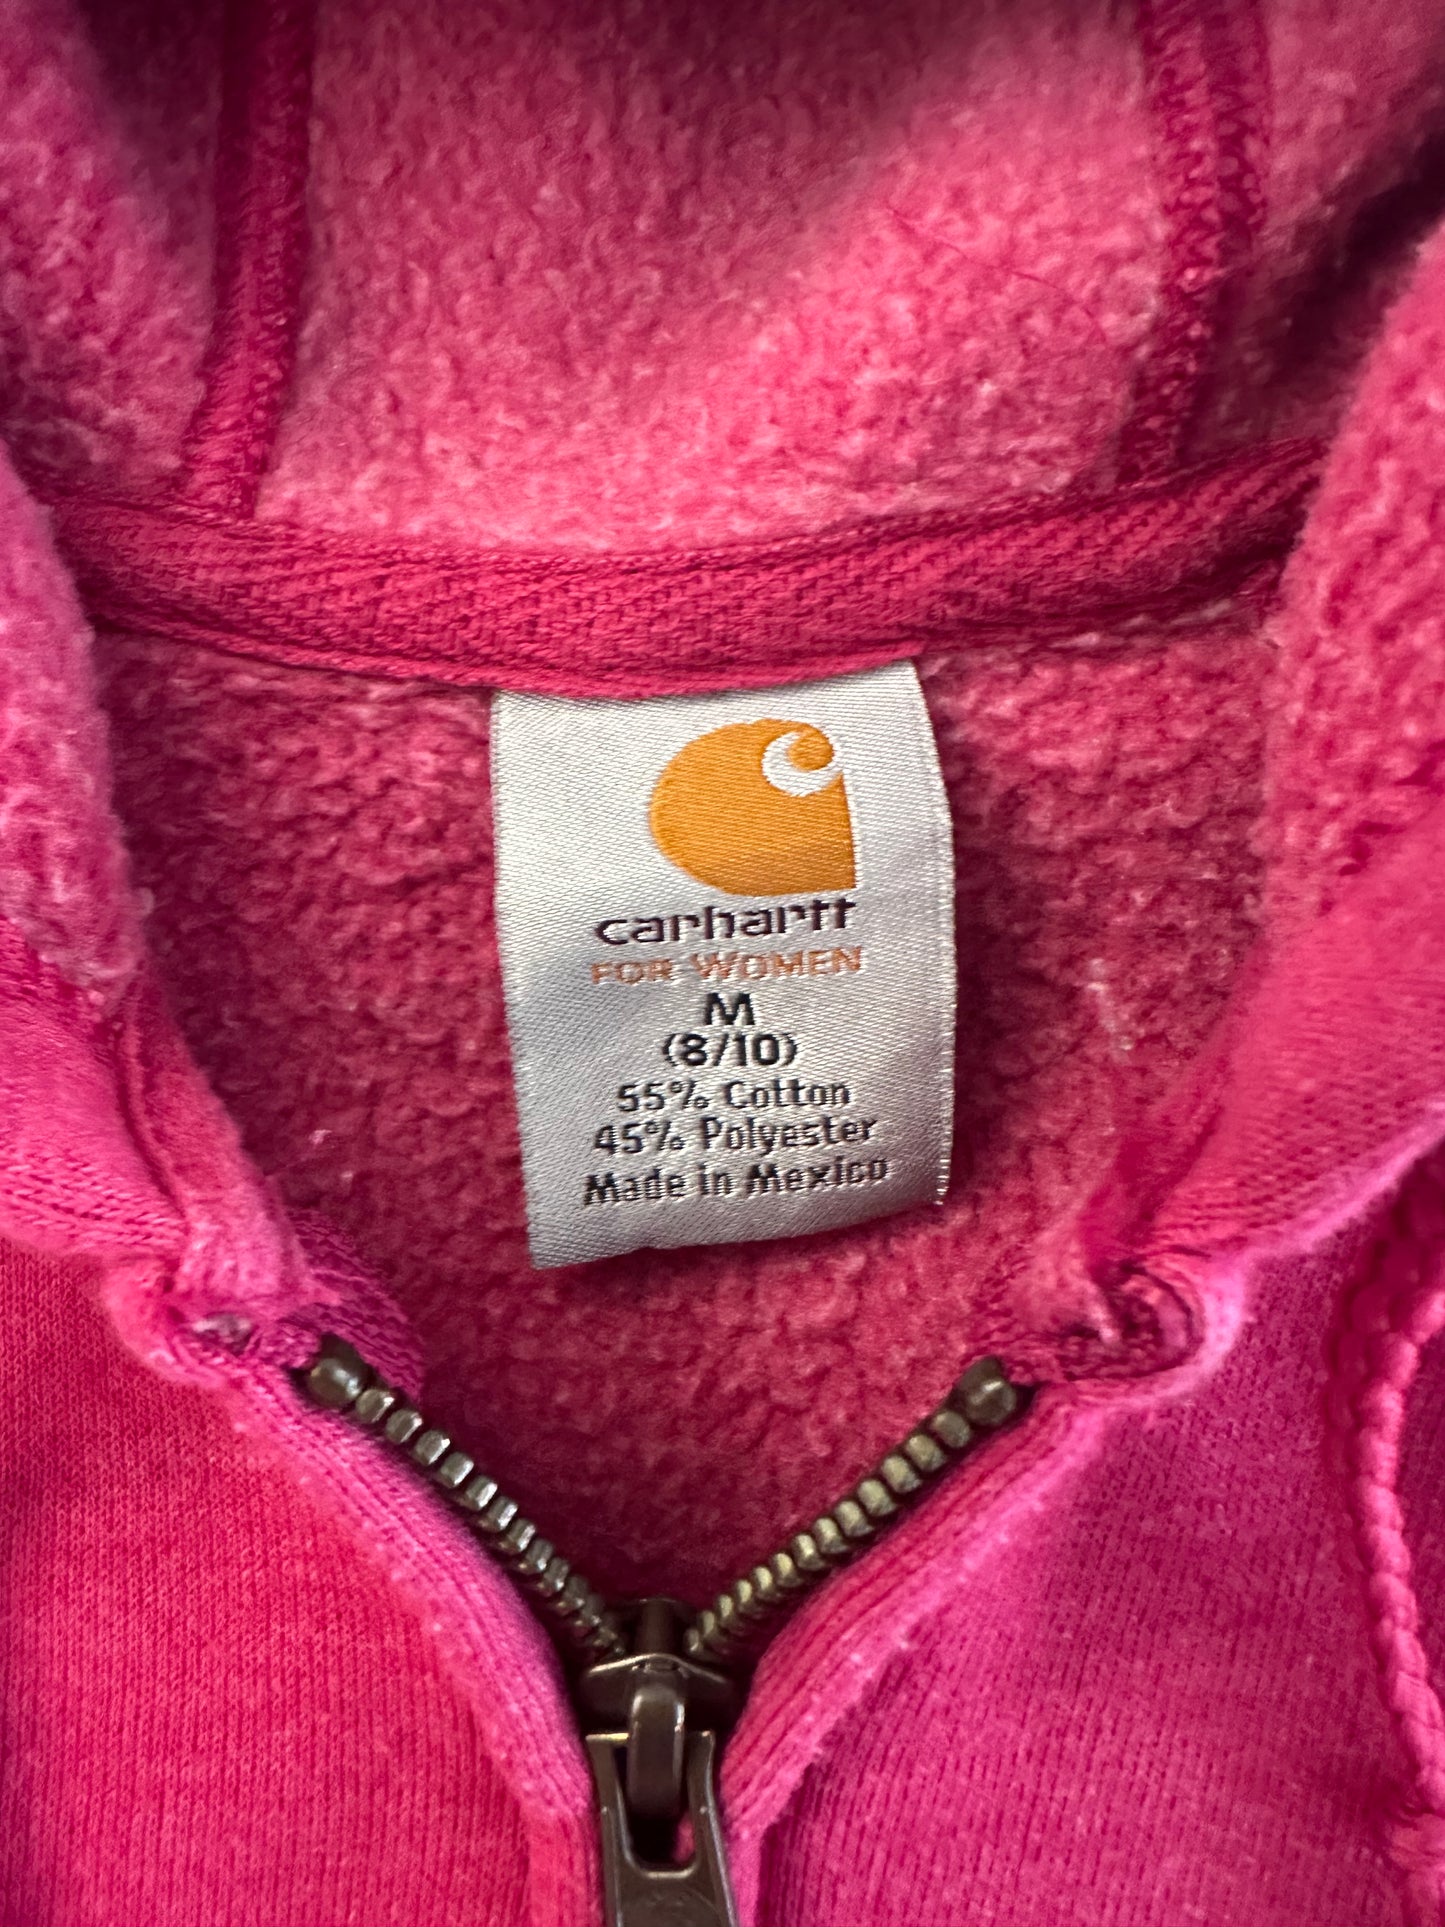 carhartt
FOR WOMEN
M
(8/10)
55% Cotton
45% Polyester
Made in Mexico